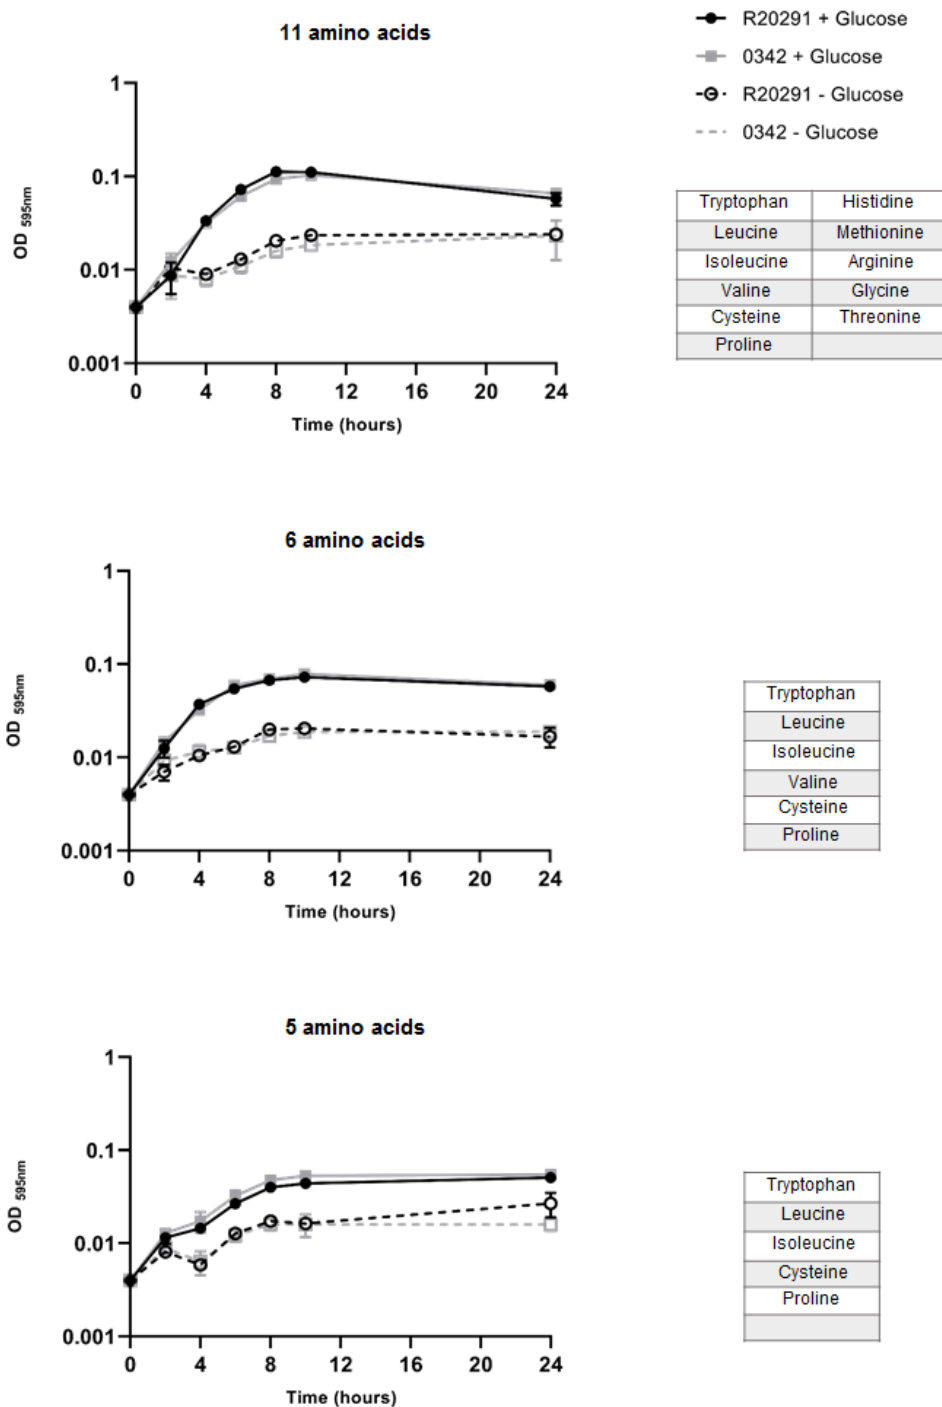 11 amino acids
R20291 + Glucose
0342 + Glucose
R20291 - Glucose
0342 - Glucose
1
0.1
0.01
0.001
OD 595nm
0 4 8 12 16 20 24
Time (hours)
Tryptophan Histidine
Leucine Methionine
Isoleucine Arginine
Valine Glycine
Cysteine Threonine
Proline
6 amino acids
1
0.1
0.01
0.001
OD 595nm
0 4 8 12 16 20 24
Time (hours)
Tryptophan
Leucine
Isoleucine
Valine
Cysteine
Proline
5 amino acids
1
0.1
0.01
0.001
OD 595nm
0 4 8 12 16 20 24
Time (hours)
Tryptophan
Leucine
Isoleucine
Cysteine
Proline